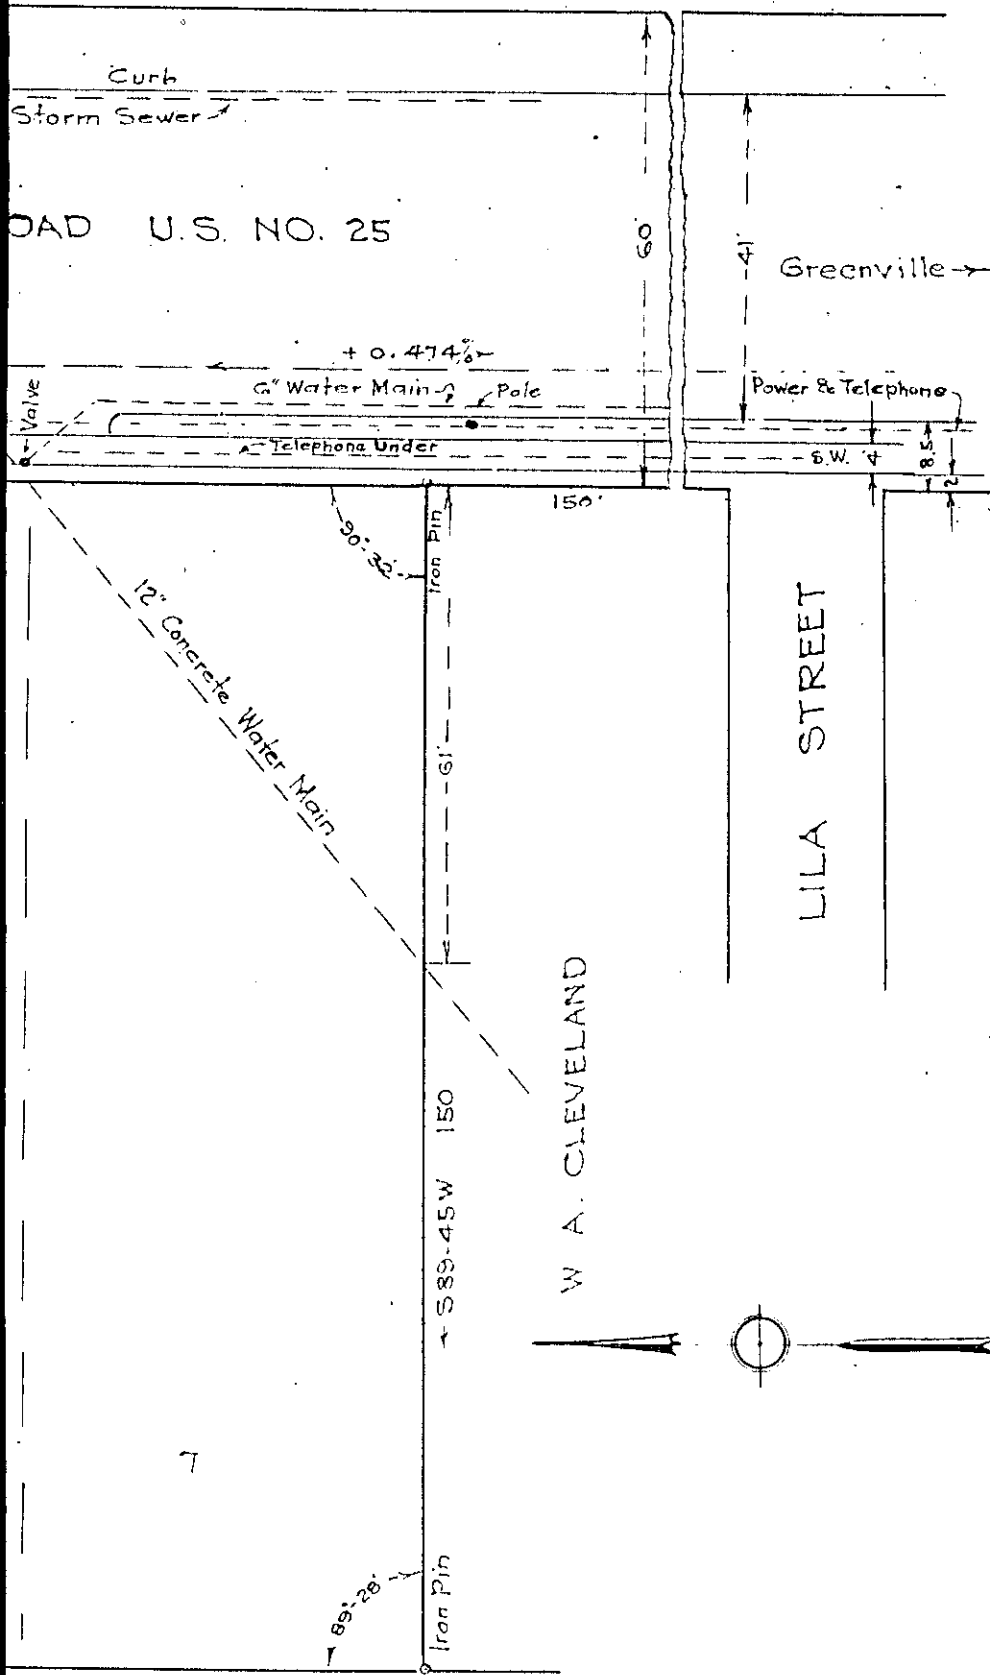 Curb
Storm Sewer
OAD U.S. NO. 25
60'
41'
Greenville
+ 0.474%
6" Water Main
Pole
Power & Telephone
Valve
Telephone Under
S.W. 4'
8.5
2'
150'
90°-32'
Iron Pin
12" Concrete Water Main
61'
LILA STREET
W A. CLEVELAND
S89-45W 150
7
89°-28'
Iron Pin